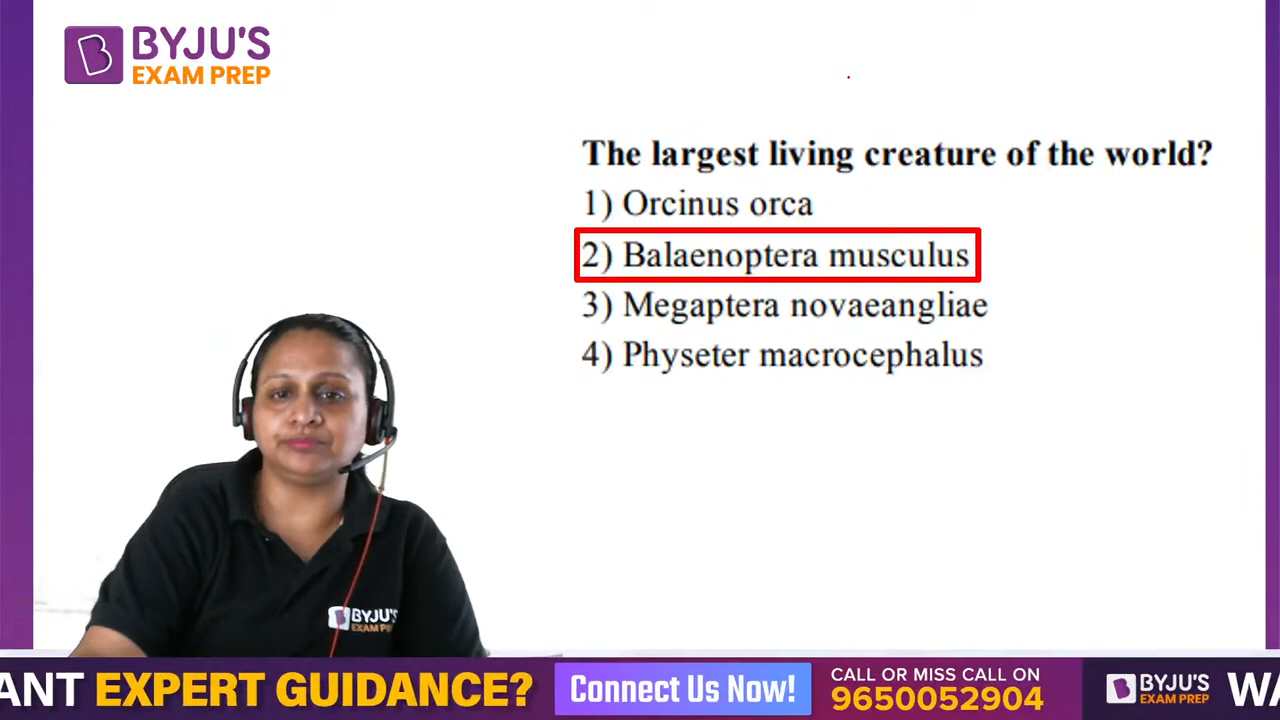 BYJU'S
EXAM PREP
The largest living creature of the world?
1) Orcinus orca
2) Balaenoptera musculus
3) Megaptera novaeangliae
4) Physeter macrocephalus
BYJU'S
EXAM PREP
ANT EXPERT GUIDANCE?
Connect Us Now!
CALL OR MISS CALL ON
9650052904
BYJU'S
EXAM PREP
WA